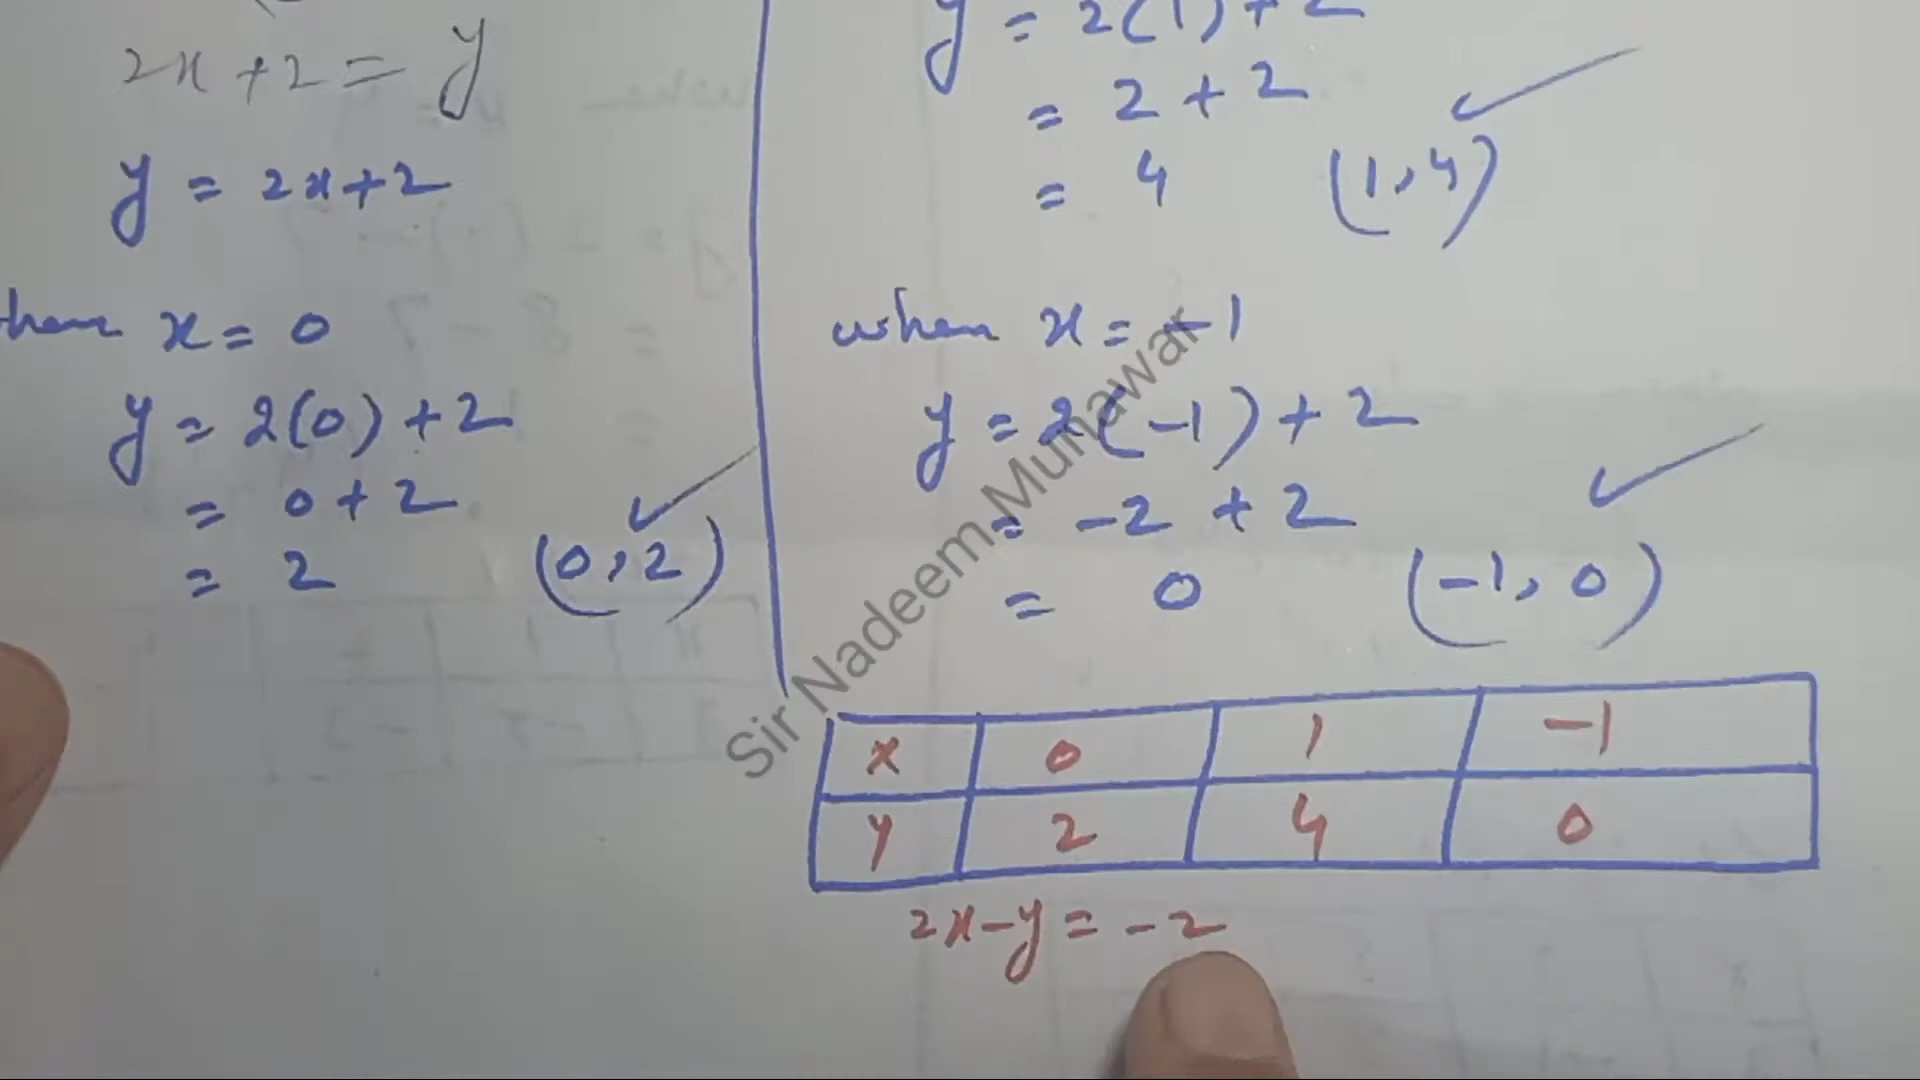 2x + 2 = y
y = 2x + 2
x = 0
y = 2(0) + 2
= 0 + 2
= 2 (0, 2)
y = 2(1) + 2
= 2 + 2
= 4 (1, 4)
when x = -1
y = 2(-1) + 2
= -2 + 2
= 0 (-1, 0)
x 0 1 -1
y 2 4 0
2x - y = -2
Sir Nadeem Munawar